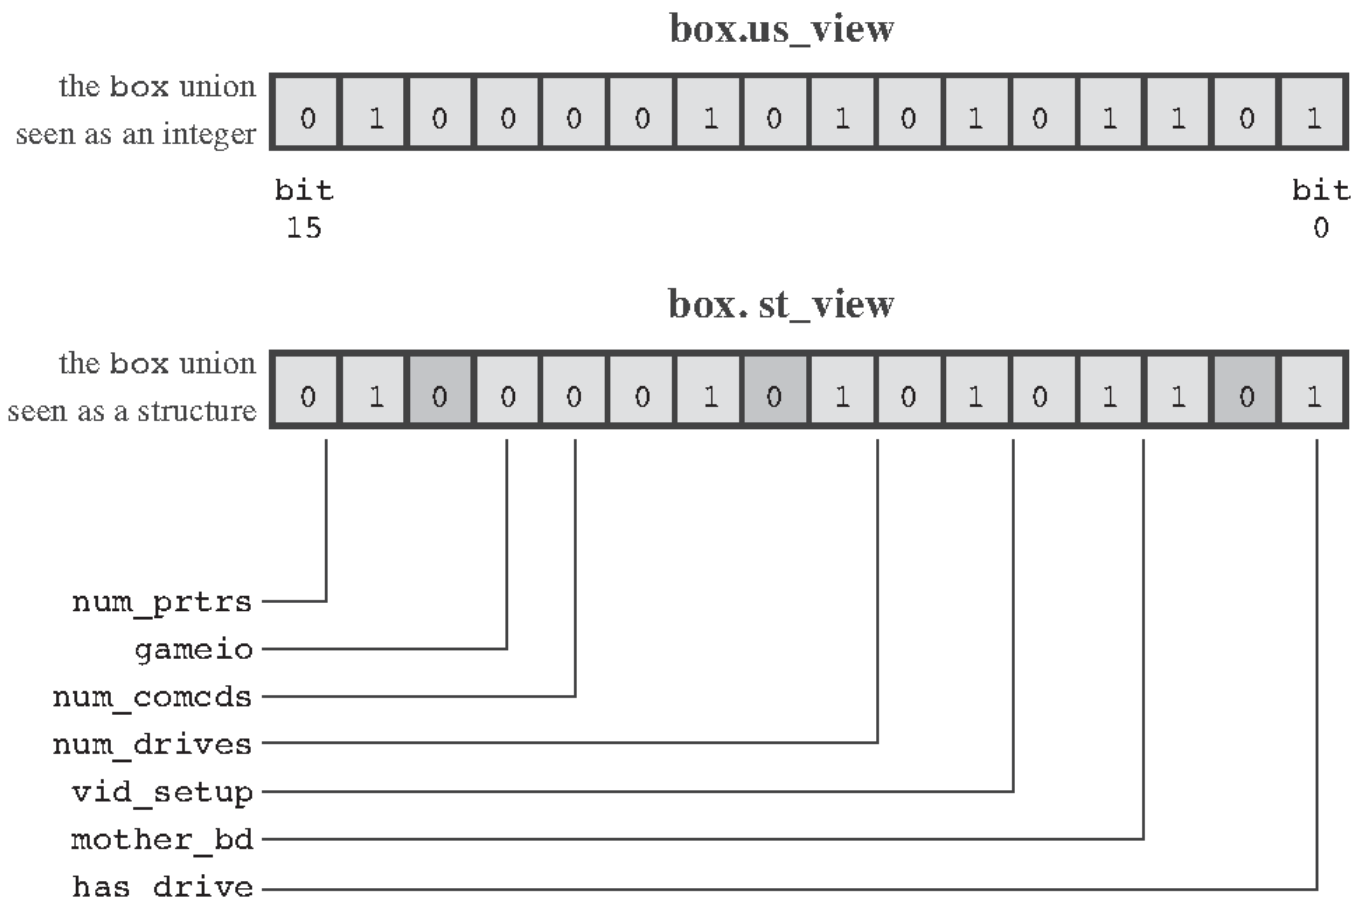 box.us_view
the box union
seen as an integer
0 1 0 0 0 0 1 0 1 0 1 0 1 1 0 1
bit bit
15 0
box. st_view
the box union
seen as a structure
0 1 0 0 0 0 1 0 1 0 1 0 1 1 0 1
num_prtrs
gameio
num_comcds
num_drives
vid_setup
mother_bd
has drive